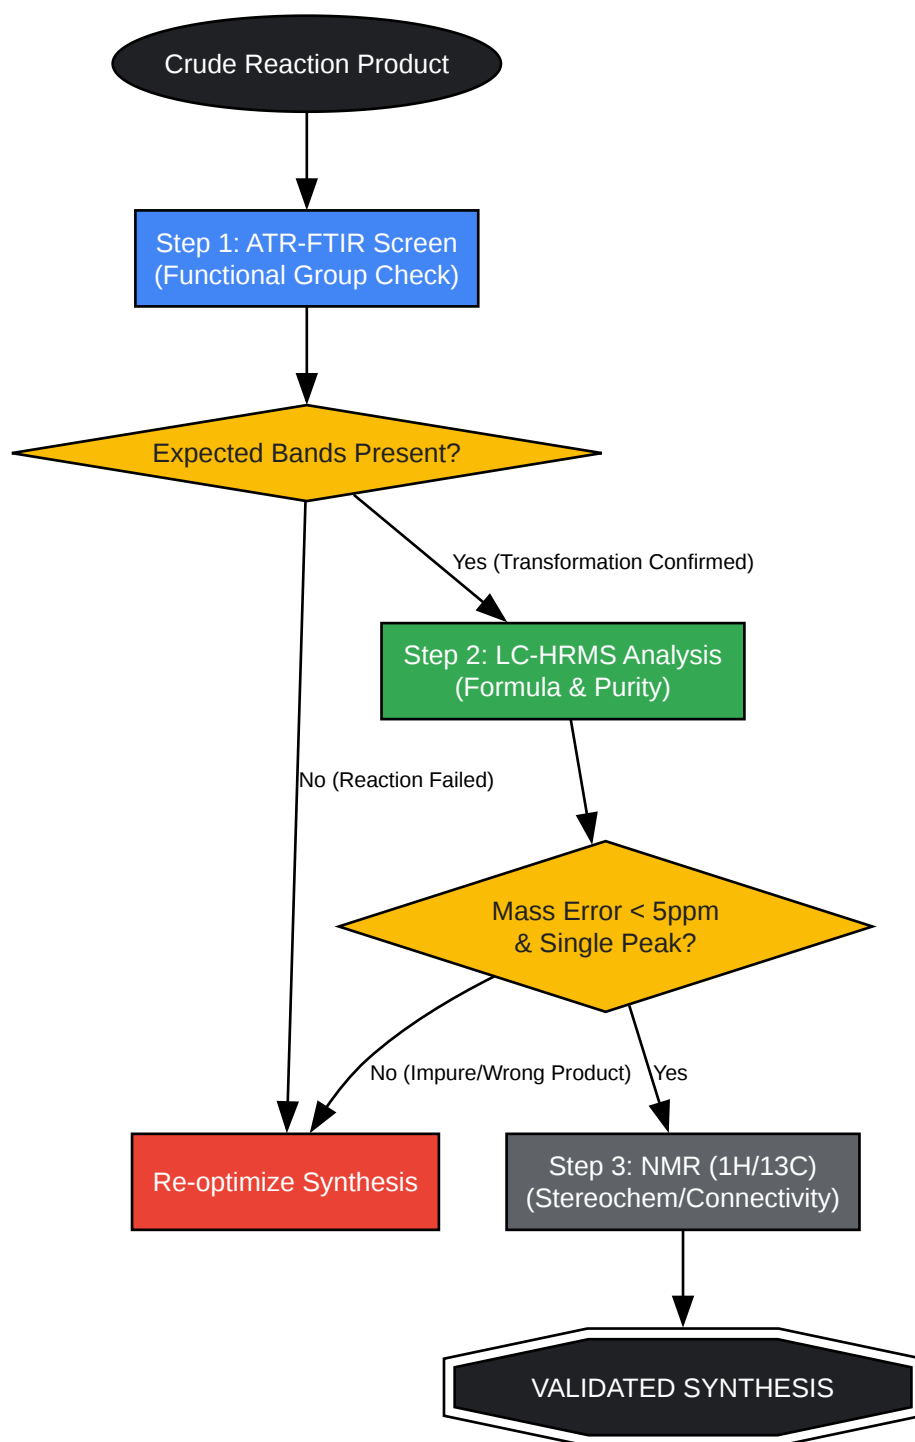 Crude Reaction Product
Step 1: ATR-FTIR Screen
(Functional Group Check)
Expected Bands Present?
Yes (Transformation Confirmed)
Step 2: LC-HRMS Analysis
(Formula & Purity)
No (Reaction Failed)
Mass Error < 5ppm
& Single Peak?
No (Impure/Wrong Product)
Yes
Re-optimize Synthesis
Step 3: NMR (1H/13C)
(Stereochem/Connectivity)
VALIDATED SYNTHESIS